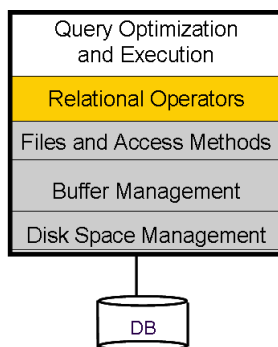 Query Optimization
and Execution
Relational Operators
Files and Access Methods
Buffer Management
Disk Space Management
DB